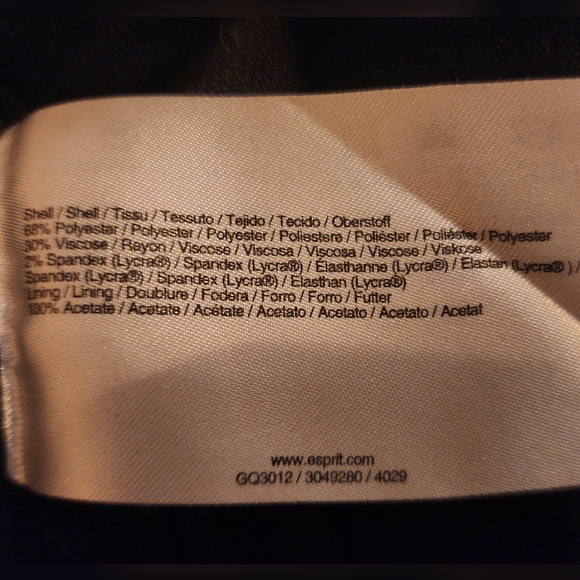 Shell / Shell / Tissu / Tessuto / Tejido / Tecido / Oberstoff
68% Polyester / Polyester / Polyester / Poliestere / Poliéster / Poliéster / Polyester
30% Viscose / Rayon / Viscose / Viscosa / Viscosa / Viscose / Viskose
2% Spandex (Lycra®) / Spandex (Lycra®) / Élasthanne (Lycra®) / Elastan (Lycra®) /
Spandex (Lycra®) / Spandex (Lycra®) / Elasthan (Lycra®)
Lining / Lining / Doublure / Fodera / Forro / Forro / Futter
100% Acetate / Acetate / Acétate / Acetato / Acetato / Acetato / Acetat
www.esprit.com
GQ3012 / 3049280 / 4029